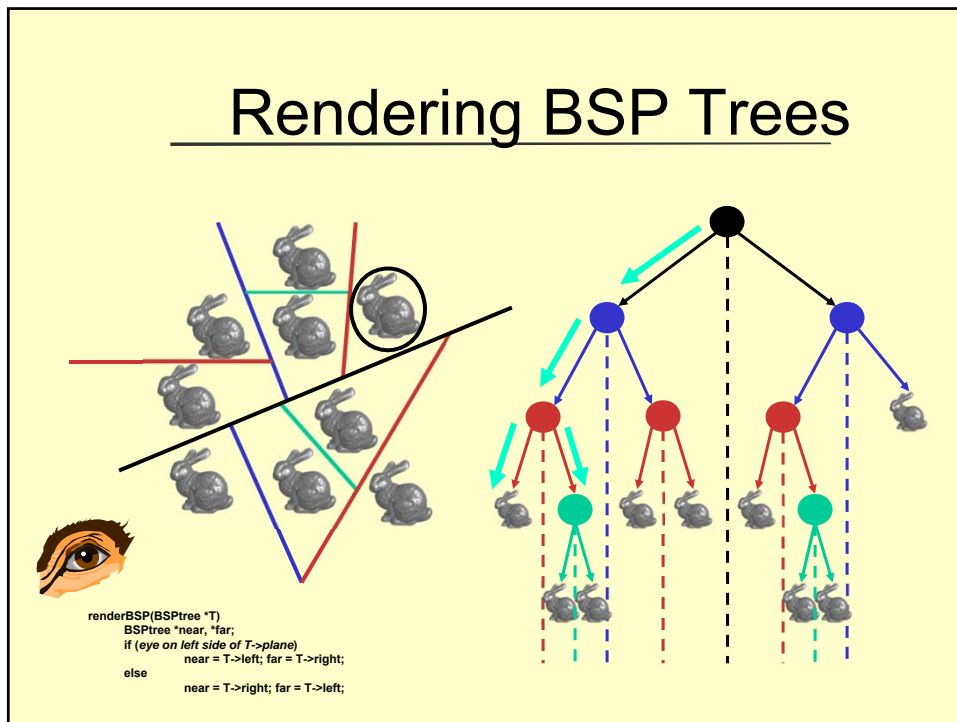 Rendering BSP Trees
renderBSP(BSPtree *T)
BSPtree *near, *far;
if (eye on left side of T->plane)
near = T->left; far = T->right;
else
near = T->right; far = T->left;